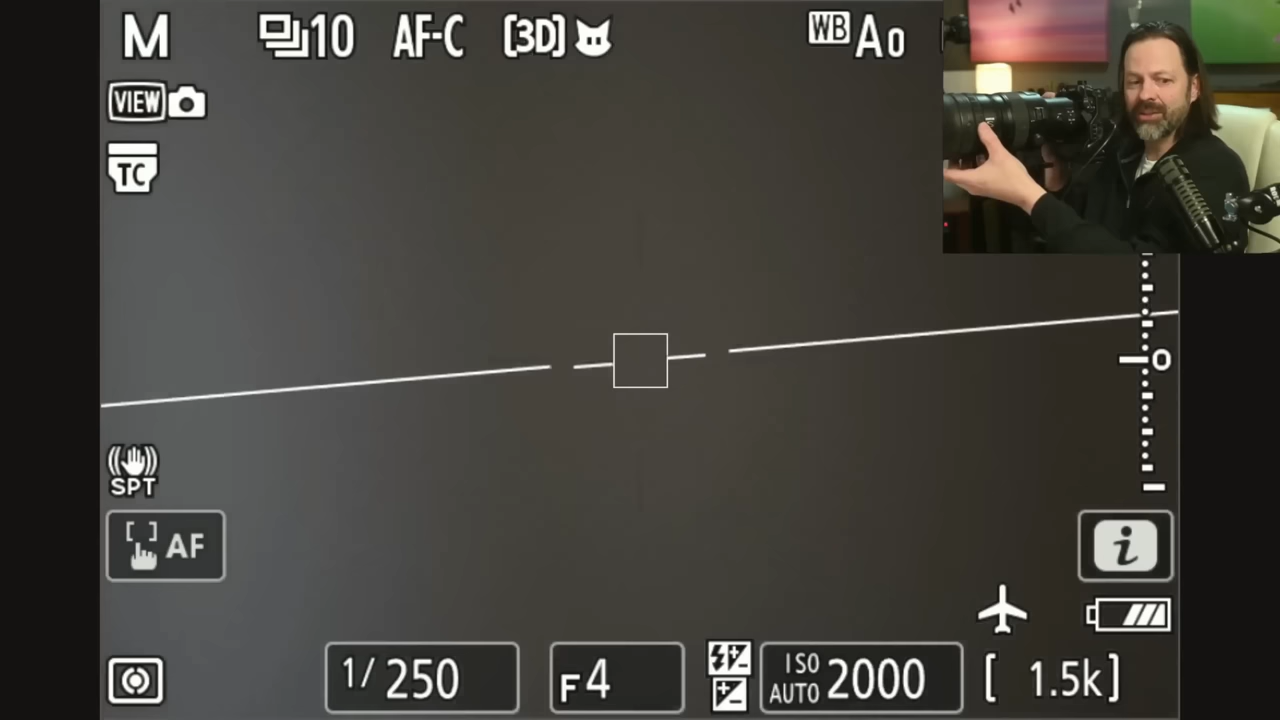 M 10 AF-C [3D] WB A0
VIEW
TC
0
SPT
[ ] AF
i
1/250 F4 ISO AUTO 2000 [ 1.5k]